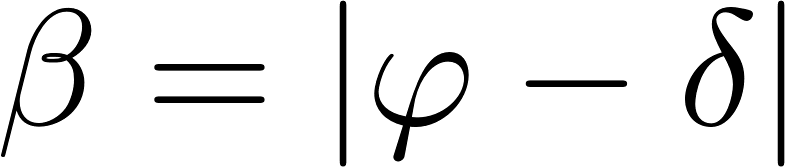 β = |φ − δ|